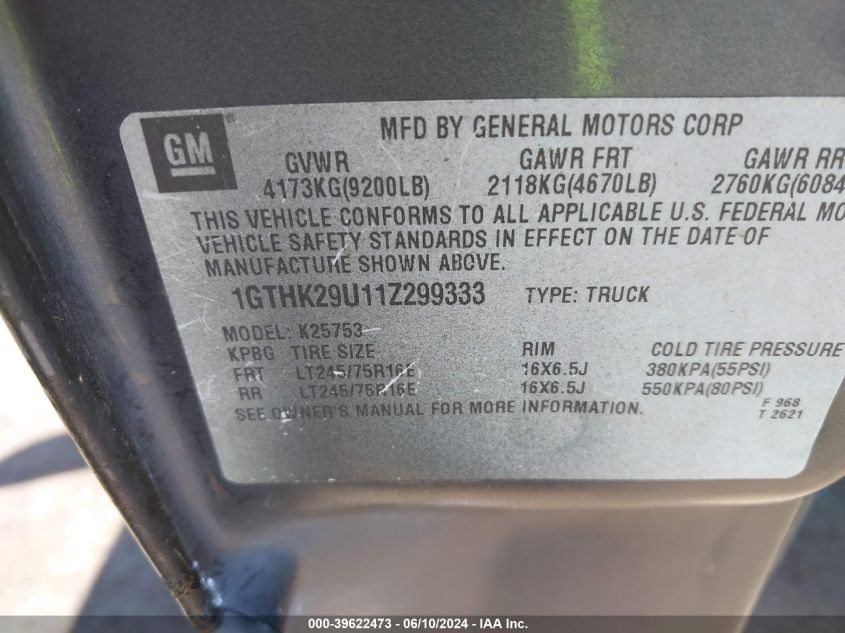 GM
MFD BY GENERAL MOTORS CORP
GVWR GAWR FRT GAWR RR
4173KG(9200LB) 2118KG(4670LB) 2760KG(6084
THIS VEHICLE CONFORMS TO ALL APPLICABLE U.S. FEDERAL MO
VEHICLE SAFETY STANDARDS IN EFFECT ON THE DATE OF
MANUFACTURE SHOWN ABOVE.
1GTHK29U11Z299333 TYPE: TRUCK
MODEL: K25753
KPBG TIRE SIZE RIM COLD TIRE PRESSURE
FRT LT245/75R16E 16X6.5J 380KPA(55PSI)
RR LT245/75R16E 16X6.5J 550KPA(80PSI)
SEE OWNER'S MANUAL FOR MORE INFORMATION.
F 968
T 2621
000-39622473 - 06/10/2024 - IAA Inc.